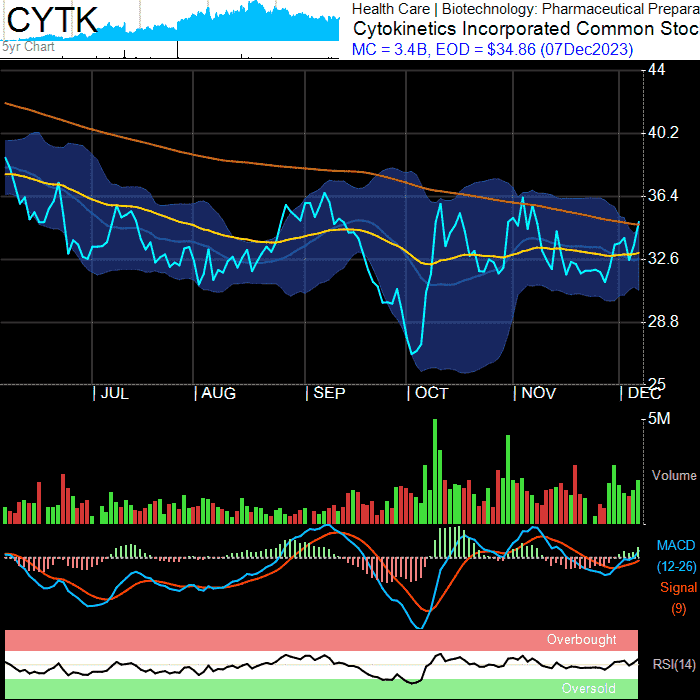 CYTK
5yr Chart
Health Care | Biotechnology: Pharmaceutical Prepara
Cytokinetics Incorporated Common Stoc
MC = 3.4B, EOD = $34.86 (07Dec2023)
44
40.2
36.4
32.6
28.8
25
| JUL | AUG | SEP | OCT | NOV | DEC
5M
Volume
MACD
(12-26)
Signal
(9)
Overbought
RSI(14)
Oversold